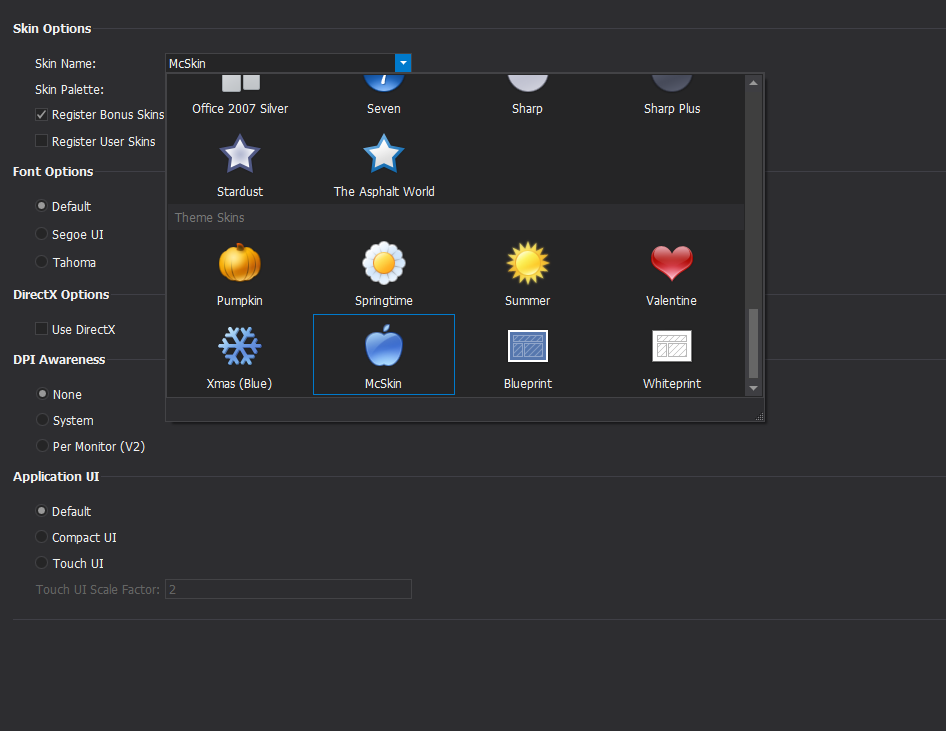 Skin Options
Skin Name:
McSkin
Skin Palette:
Register Bonus Skins
Register User Skins
Office 2007 Silver
Seven
Sharp
Sharp Plus
Stardust
The Asphalt World
Theme Skins
Pumpkin
Springtime
Summer
Valentine
Xmas (Blue)
McSkin
Blueprint
Whiteprint
Font Options
Default
Segoe UI
Tahoma
DirectX Options
Use DirectX
DPI Awareness
None
System
Per Monitor (V2)
Application UI
Default
Compact UI
Touch UI
Touch UI Scale Factor:
2